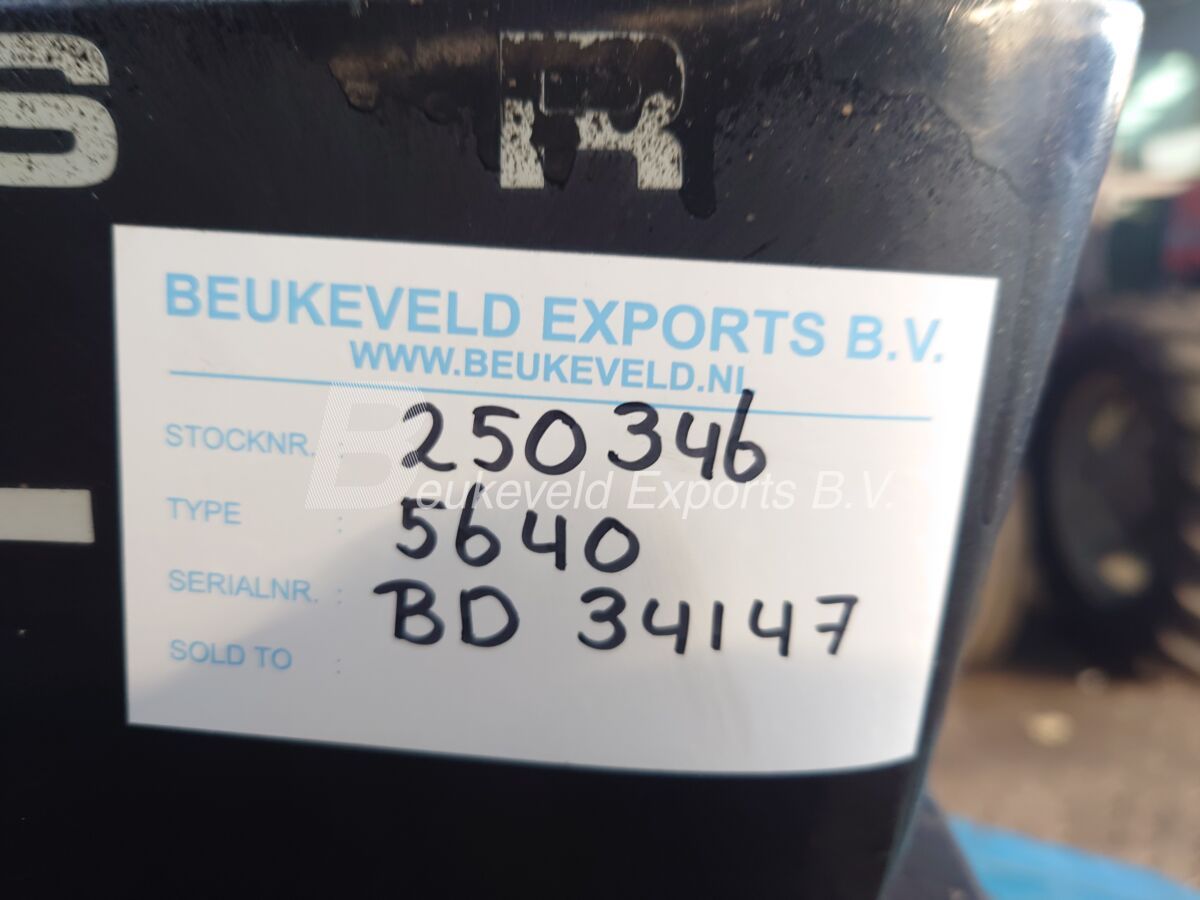 S R
BEUKEVELD EXPORTS B.V.
WWW.BEUKEVELD.NL
STOCKNR. : 250346
Beukeveld Exports B.V.
TYPE : 5640
SERIALNR. : BD 34147
SOLD TO :